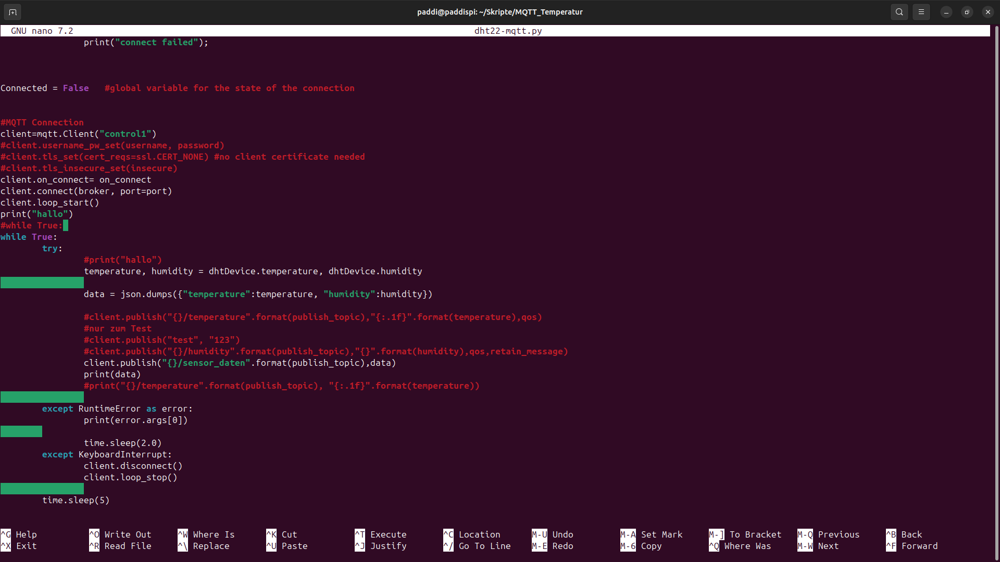 paddi@paddispi: ~/Skripte/MQTT_Temperatur
GNU nano 7.2 dht22-mqtt.py
print("connect failed");
Connected = False   #global variable for the state of the connection
#MQTT Connection
client=mqtt.Client("control1")
#client.username_pw_set(username, password)
#client.tls_set(cert_reqs=ssl.CERT_NONE) #no client certificate needed
#client.tls_insecure_set(insecure)
client.on_connect= on_connect
client.connect(broker, port=port)
client.loop_start()
print("hallo")
#while True:
while True:
        try:
                #print("hallo")
                temperature, humidity = dhtDevice.temperature, dhtDevice.humidity
                data = json.dumps({"temperature":temperature, "humidity":humidity})
                #client.publish("{}/temperature".format(publish_topic),"{:.1f}".format(temperature),qos)
                #nur zum Test
                #client.publish("test", "123")
                #client.publish("{}/humidity".format(publish_topic),"{}".format(humidity),qos,retain_message)
                client.publish("{}/sensor_daten".format(publish_topic),data)
                print(data)
                #print("{}/temperature".format(publish_topic), "{:.1f}".format(temperature))
        except RuntimeError as error:
                print(error.args[0])
                time.sleep(2.0)
        except KeyboardInterrupt:
                client.disconnect()
                client.loop_stop()
        time.sleep(5)
^G Help ^O Write Out ^W Where Is ^K Cut ^T Execute ^C Location M-U Undo M-A Set Mark M-] To Bracket M-Q Previous ^B Back
^X Exit ^R Read File ^\ Replace ^U Paste ^J Justify ^/ Go To Line M-E Redo M-6 Copy ^Q Where Was M-W Next ^F Forward